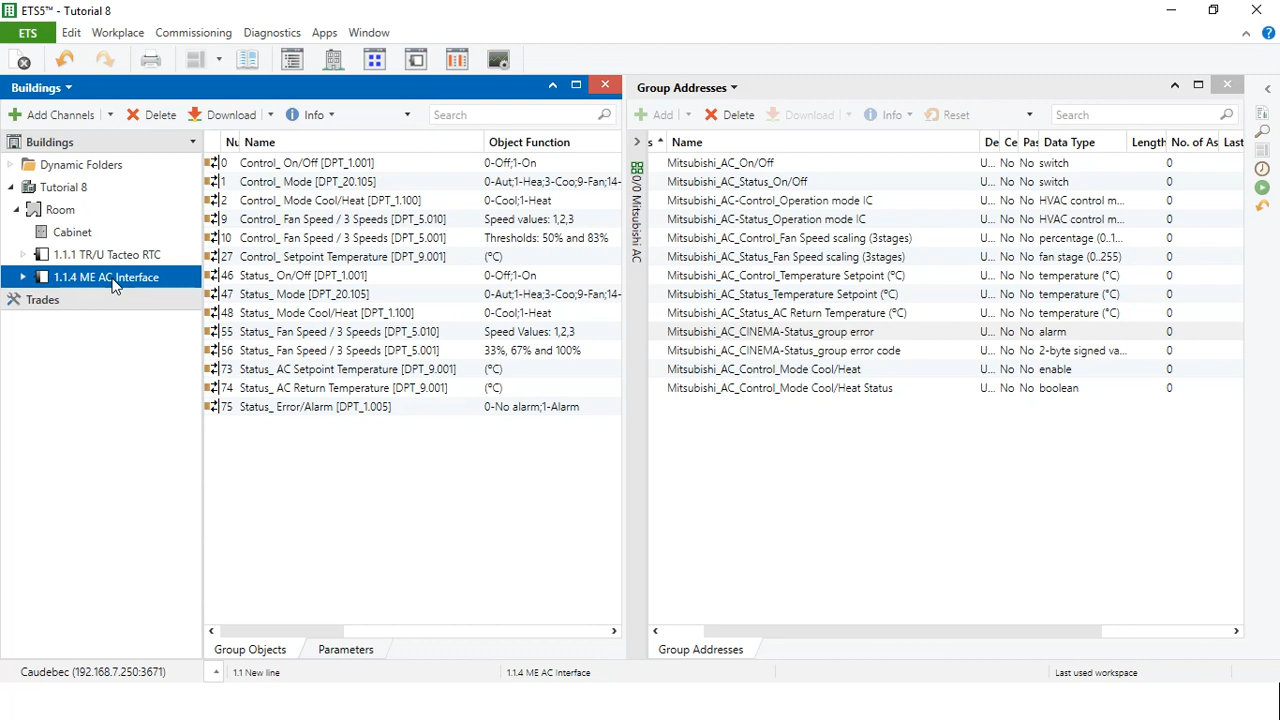 ETS5™ - Tutorial 8
ETS Edit Workplace Commissioning Diagnostics Apps Window
Buildings
Add Channels Delete Download Info Search
Buildings
Dynamic Folders
Tutorial 8
Room
Cabinet
1.1.1 TR/U Tacteo RTC
1.1.4 ME AC Interface
Trades
Nu Name Object Function
0 Control_ On/Off [DPT_1.001] 0-Off;1-On
1 Control_ Mode [DPT_20.105] 0-Aut;1-Hea;3-Coo;9-Fan;14-
2 Control_ Mode Cool/Heat [DPT_1.100] 0-Cool;1-Heat
9 Control_ Fan Speed / 3 Speeds [DPT_5.010] Speed values: 1,2,3
10 Control_ Fan Speed / 3 Speeds [DPT_5.001] Thresholds: 50% and 83%
27 Control_ Setpoint Temperature [DPT_9.001] (°C)
46 Status_ On/Off [DPT_1.001] 0-Off;1-On
47 Status_ Mode [DPT_20.105] 0-Aut;1-Hea;3-Coo;9-Fan;14-
48 Status_ Mode Cool/Heat [DPT_1.100] 0-Cool;1-Heat
55 Status_ Fan Speed / 3 Speeds [DPT_5.010] Speed Values: 1,2,3
56 Status_ Fan Speed / 3 Speeds [DPT_5.001] 33%, 67% and 100%
73 Status_ AC Setpoint Temperature [DPT_9.001] (°C)
74 Status_ AC Return Temperature [DPT_9.001] (°C)
75 Status_ Error/Alarm [DPT_1.005] 0-No alarm;1-Alarm
Group Objects Parameters
Group Addresses
Add Delete Download Info Reset Search
0/0 Mitsubishi AC
s Name De Ce Pas Data Type Length No. of As Last
Mitsubishi_AC_On/Off U... No No switch 0
Mitsubishi_AC_Status_On/Off U... No No switch 0
Mitsubishi_AC-Control_Operation mode IC U... No No HVAC control m... 0
Mitsubishi_AC-Status_Operation mode IC U... No No HVAC control m... 0
Mitsubishi_AC_Control_Fan Speed scaling (3stages) U... No No percentage (0..1... 0
Mitsubishi_AC_Status_Fan Speed scaling (3stages) U... No No fan stage (0..255) 0
Mitsubishi_AC_Control_Temperature Setpoint (°C) U... No No temperature (°C) 0
Mitsubishi_AC_Status_Temperature Setpoint (°C) U... No No temperature (°C) 0
Mitsubishi_AC_Status_AC Return Temperature (°C) U... No No temperature (°C) 0
Mitsubishi_AC_CINEMA-Status_group error U... No No alarm 0
Mitsubishi_AC_CINEMA-Status_group error code U... No No 2-byte signed va... 0
Mitsubishi_AC_Control_Mode Cool/Heat U... No No enable 0
Mitsubishi_AC_Control_Mode Cool/Heat Status U... No No boolean 0
Group Addresses
Caudebec (192.168.7.250:3671) 1.1 New line 1.1.4 ME AC Interface Last used workspace